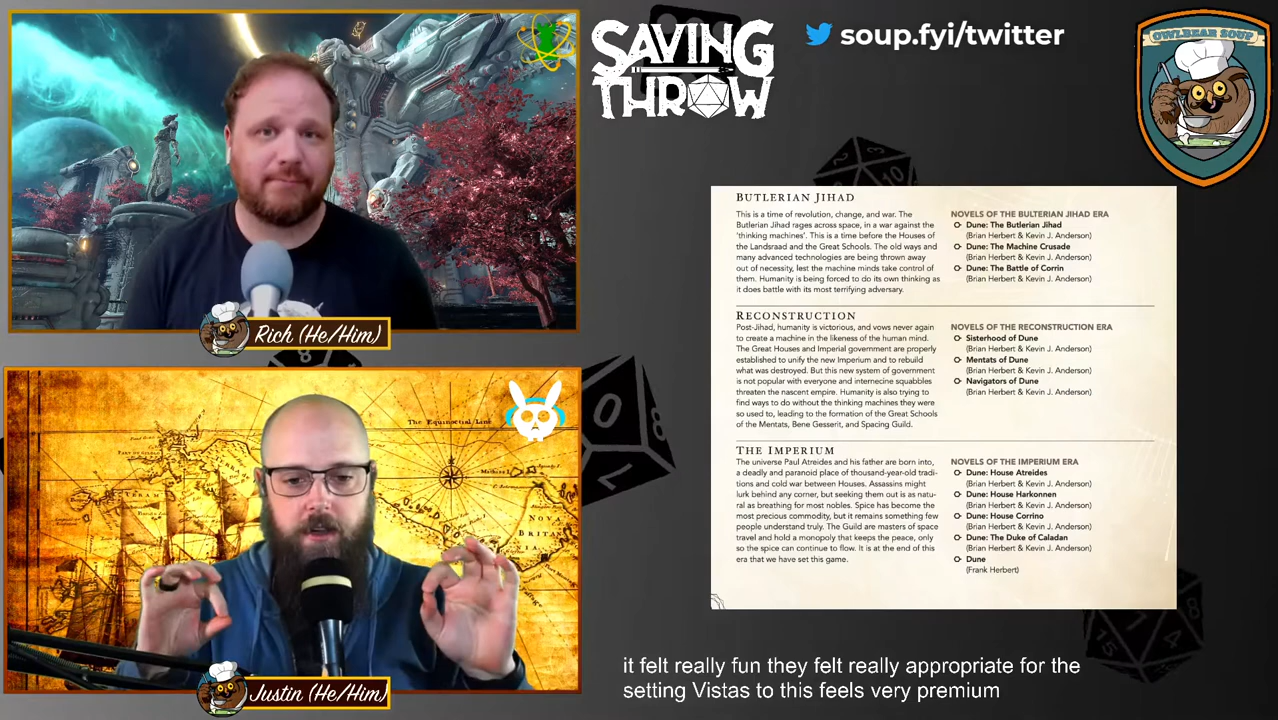 SAVING
THROW
soup.fyi/twitter
OWLBEAR SOUP
Rich (He/Him)
The Equinoctial Line
Justin (He/Him)
BUTLERIAN JIHAD
This is a time of revolution, change, and war. The
Butlerian Jihad rages across space, in a war against the
‘thinking machines’. This is a time before the Houses of
the Landsraad and the Great Schools. The old ways and
many advanced technologies are being thrown away
out of necessity, lest the machine minds take control of
them. Humanity is being forced to do its own thinking as
it does battle with its most terrifying adversary.
NOVELS OF THE BULTERIAN JIHAD ERA
Dune: The Butlerian Jihad
(Brian Herbert & Kevin J. Anderson)
Dune: The Machine Crusade
(Brian Herbert & Kevin J. Anderson)
Dune: The Battle of Corrin
(Brian Herbert & Kevin J. Anderson)
RECONSTRUCTION
Post-Jihad, humanity is victorious, and vows never again
to create a machine in the likeness of the human mind.
The Great Houses and Imperial government are properly
established to unify the new Imperium and to rebuild
what was destroyed. But this new system of government
is not popular with everyone and internecine squabbles
threaten the nascent empire. Humanity is also trying to
find ways to do without the thinking machines they were
so used to, leading to the formation of the Great Schools
of the Mentats, Bene Gesserit, and Spacing Guild.
NOVELS OF THE RECONSTRUCTION ERA
Sisterhood of Dune
(Brian Herbert & Kevin J. Anderson)
Mentats of Dune
(Brian Herbert & Kevin J. Anderson)
Navigators of Dune
(Brian Herbert & Kevin J. Anderson)
THE IMPERIUM
The universe Paul Atreides and his father are born into,
a deadly and paranoid place of thousand-year-old tradi-
tions and cold war between Houses. Assassins might
lurk behind any corner, but seeking them out is as natu-
ral as breathing for most nobles. Spice has become the
most precious commodity, but it remains something few
people understand truly. The Guild are masters of space
travel and hold a monopoly that keeps the peace, only
so the spice can continue to flow. It is at the end of this
era that we have set this game.
NOVELS OF THE IMPERIUM ERA
Dune: House Atreides
(Brian Herbert & Kevin J. Anderson)
Dune: House Harkonnen
(Brian Herbert & Kevin J. Anderson)
Dune: House Corrino
(Brian Herbert & Kevin J. Anderson)
Dune: The Duke of Caladan
(Brian Herbert & Kevin J. Anderson)
Dune
(Frank Herbert)
it felt really fun they felt really appropriate for the
setting Vistas to this feels very premium